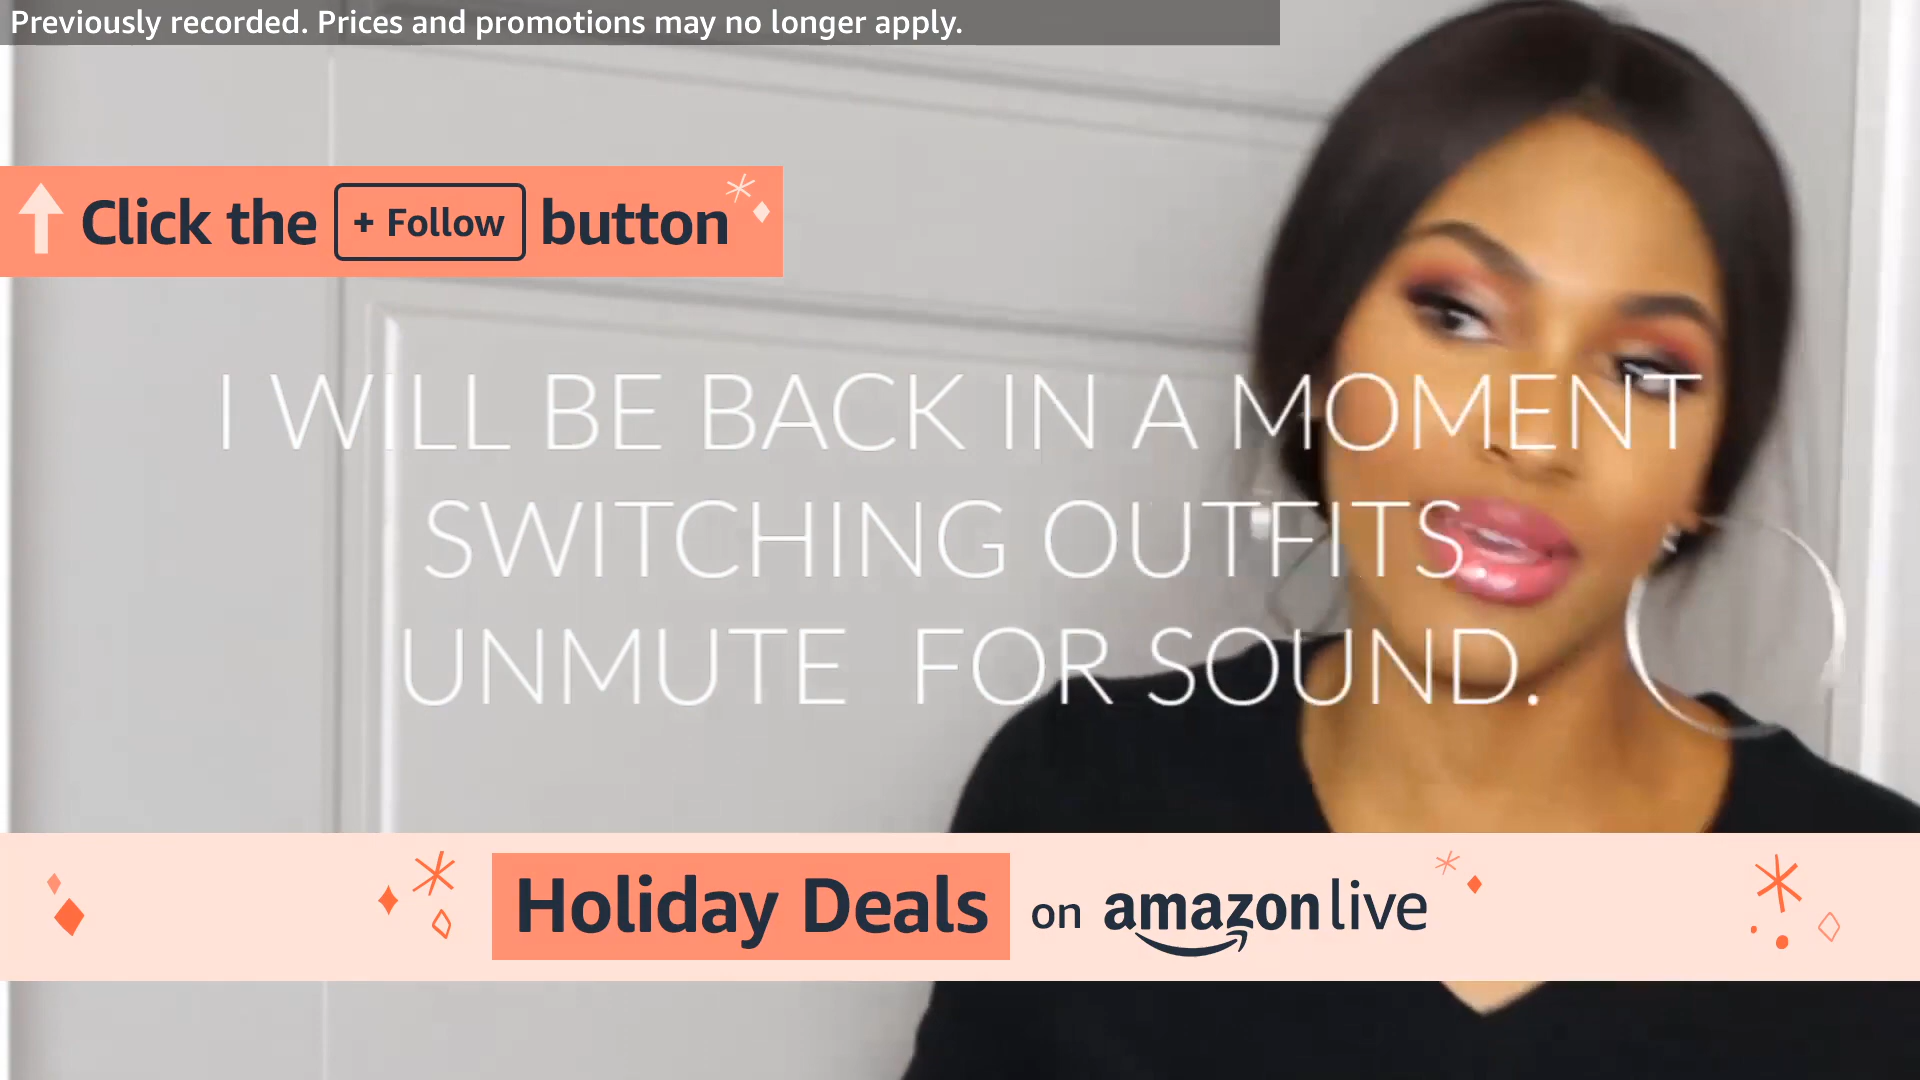 Previously recorded. Prices and promotions may no longer apply.
Click the + Follow button
I WILL BE BACK IN A MOMENT
SWITCHING OUTFITS
UNMUTE  FOR SOUND.
Holiday Deals on amazon live